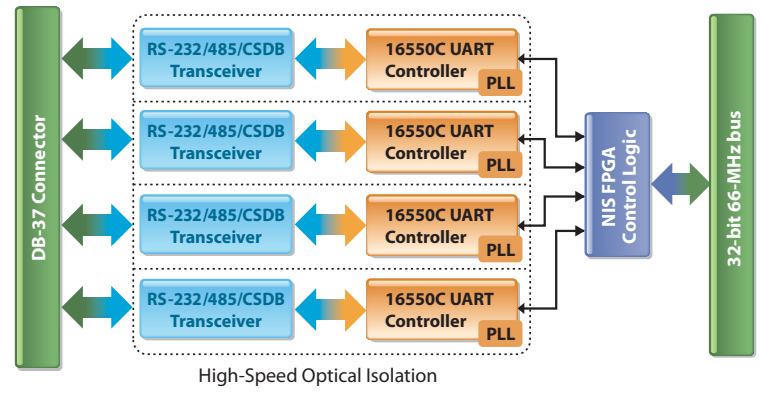 DB-37 Connector
RS-232/485/CSDB
Transceiver
16550C UART
Controller
PLL
RS-232/485/CSDB
Transceiver
16550C UART
Controller
PLL
RS-232/485/CSDB
Transceiver
16550C UART
Controller
PLL
RS-232/485/CSDB
Transceiver
16550C UART
Controller
PLL
NIS FPGA
Control Logic
32-bit 66-MHz bus
High-Speed Optical Isolation